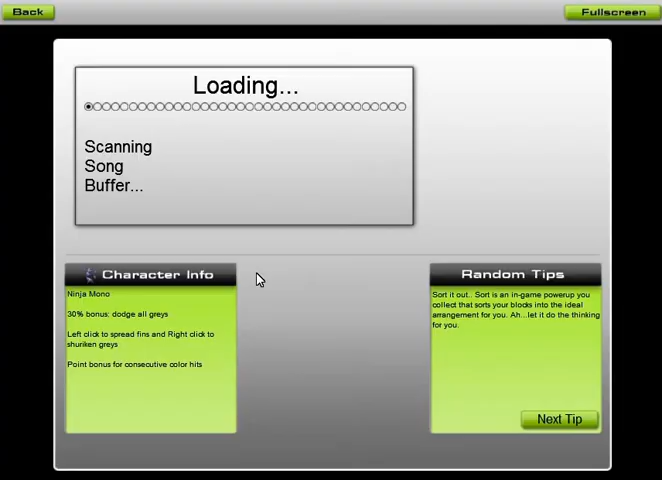 Back
Fullscreen
Loading...
Scanning
Song
Buffer...
Character Info
Ninja Mono
30% bonus: dodge all greys
Left click to spread fins and Right click to
shuriken greys
Point bonus for consecutive color hits
Random Tips
Sort it out.. Sort is an in-game powerup you
collect that sorts your blocks into the ideal
arrangement for you. Ah...let it do the thinking
for you.
Next Tip